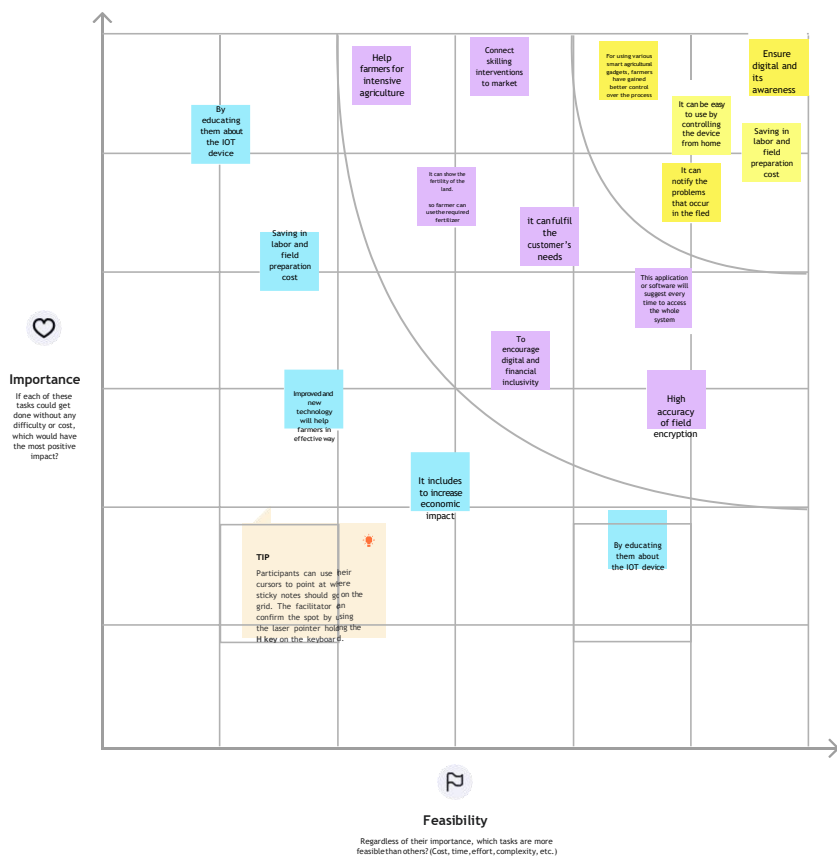 Help
farmers for
intensive
agriculture
Connect
skilling
interventions
to market
For using various
smart agricultural
gadgets, farmers
have gained
better control
over the process
Ensure
digital and
its
awareness
By
educating
them about
the IOT
device
It can be easy
to use by
controlling
the device
from home
Saving in
labor and
field
preparation
cost
It can show the
fertility of the
land.
so farmer can
use the required
fertilizer
It can
notify the
problems
that occur
in the fled
it can fulfil
the
customer's
needs
Saving in
labor and
field
preparation
cost
This application
or software will
suggest every
time to access
the whole
system
To
encourage
digital and
financial
inclusivity
Importance
If each of these
tasks could get
done without any
difficulty or cost,
which would have
the most positive
impact?
Improved and
new
technology
will help
farmers in
effective way
High
accuracy
of field
encryption
It includes
to increase
economic
impact
By educating
them about
the IOT device
TIP
Participants can use their
cursors to point at where
sticky notes should go on the
grid. The facilitator can
confirm the spot by using
the laser pointer holding the
H key on the keyboard.
Feasibility
Regardless of their importance, which tasks are more
feasible than others? (Cost, time, effort, complexity, etc.)